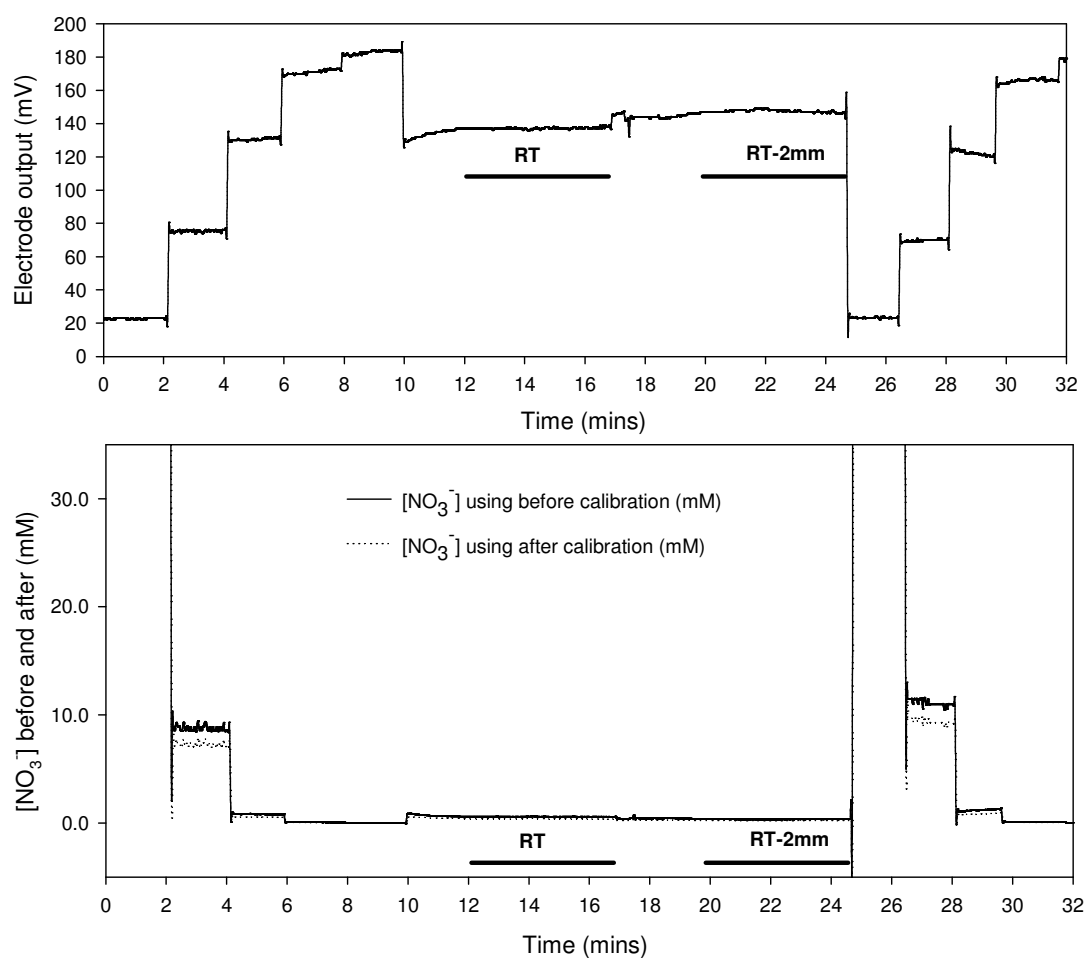 200
180
160
140
120
100
80
60
40
20
0
Electrode output (mV)
RT
RT-2mm
0 2 4 6 8 10 12 14 16 18 20 22 24 26 28 30 32
Time (mins)
30.0
20.0
10.0
0.0
[NO₃⁻] before and after (mM)
[NO₃⁻] using before calibration (mM)
[NO₃⁻] using after calibration (mM)
RT
RT-2mm
0 2 4 6 8 10 12 14 16 18 20 22 24 26 28 30 32
Time (mins)